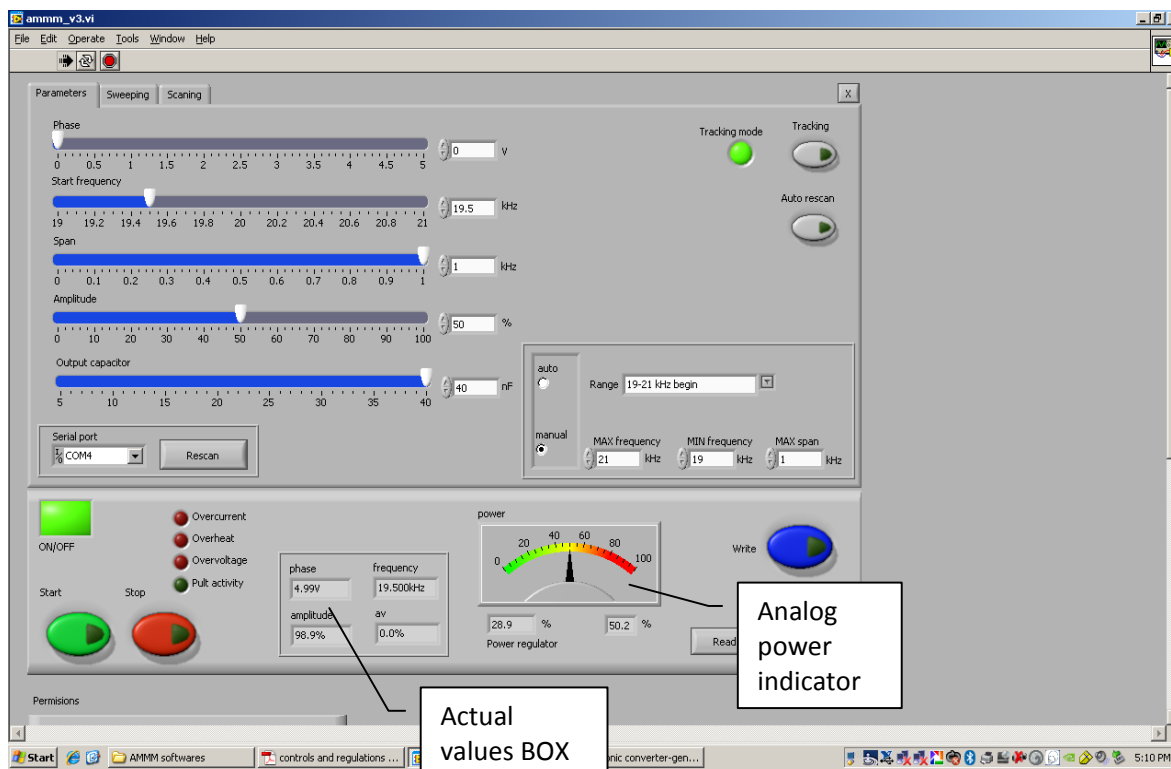 ammm_v3.vi
File Edit Operate Tools Window Help
Parameters Sweeping Scaning X
Phase
0 0.5 1 1.5 2 2.5 3 3.5 4 4.5 5
0 V
Tracking mode Tracking
Start frequency
19 19.2 19.4 19.6 19.8 20 20.2 20.4 20.6 20.8 21
19.5 kHz
Auto rescan
Span
0 0.1 0.2 0.3 0.4 0.5 0.6 0.7 0.8 0.9 1
1 kHz
Amplitude
0 10 20 30 40 50 60 70 80 90 100
50 %
Output capacitor
5 10 15 20 25 30 35 40
40 nF
auto
Range 19-21 kHz begin
manual
MAX frequency MIN frequency MAX span
21 kHz 19 kHz 1 kHz
Serial port
COM4 Rescan
ON/OFF
Overcurrent
Overheat
Overvoltage
Pult activity
Start Stop
phase frequency
4.99V 19.500kHz
amplitude av
98.9% 0.0%
power
0 20 40 60 80 100
28.9 % 50.2 %
Power regulator
Write
Read
Analog
power
indicator
Permisions
Actual
values BOX
Start AMMM softwares controls and regulations ... onic converter-gen... 5:10 PM